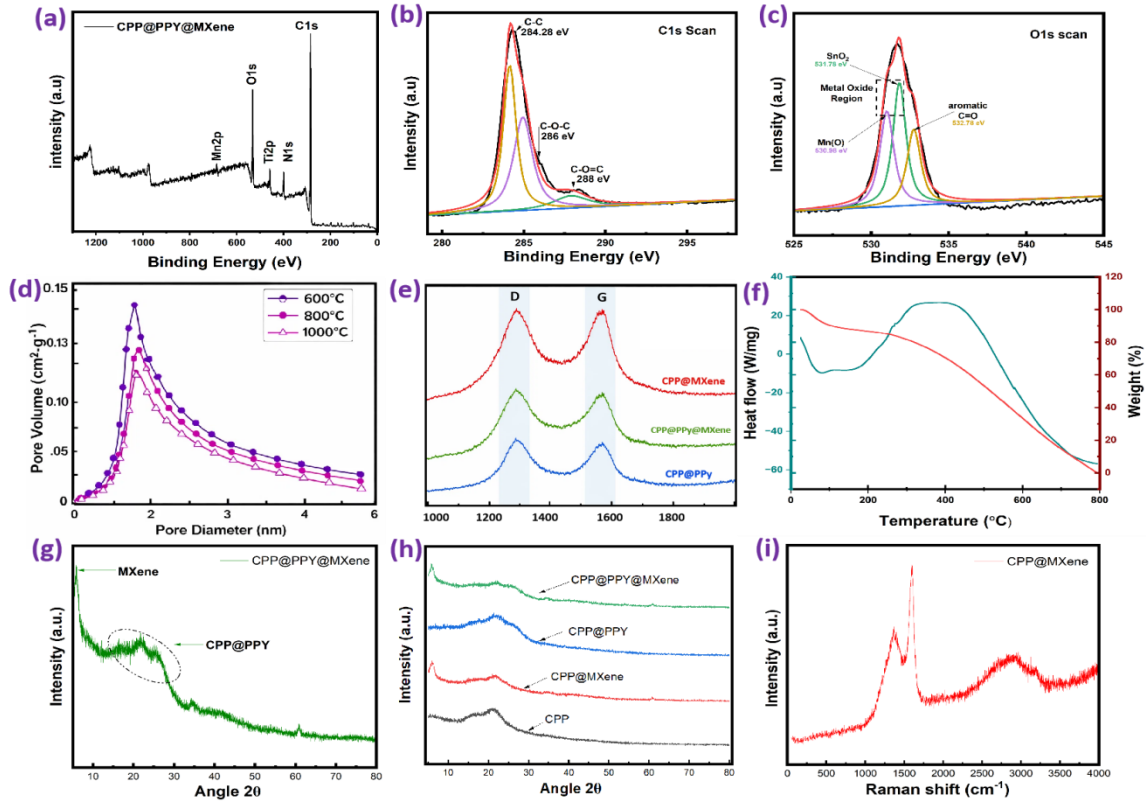 (a)
CPP@PPY@MXene
C1s
O1s
Mn2p
Ti2p
N1s
intensity (a.u)
1200 1000 800 600 400 200 0
Binding Energy (eV)
(b)
C-C
284.28 eV
C1s Scan
C-O-C
286 eV
C-O=C
288 eV
Intensity (a.u)
280 285 290 295
Binding Energy (eV)
(c)
O1s scan
SnO2
531.76 eV
Metal Oxide
Region
aromatic
C=O
532.76 eV
Mn(O)
intensity (a.u)
525 530 535 540 545
Binding Energy (eV)
(d)
600°C
800°C
1000°C
0.15
0.13
0.10
.05
0
Pore Volume (cm²·g⁻¹)
0 1 2 3 4 5 6
Pore Diameter (nm)
(e)
D
G
CPP@MXene
CPP@PPy@MXene
CPP@PPy
1000 1200 1400 1600 1800 2000
(f)
Heat flow (W/mg)
40
20
0
−20
−40
−60
Weight (%)
120
100
80
60
40
20
0
0 200 400 600 800
Temperature (°C)
(g)
CPP@PPY@MXene
MXene
CPP@PPY
Intensity (a.u.)
10 20 30 40 50 60 70 80
Angle 2θ
(h)
CPP@PPY@MXene
CPP@PPY
CPP@MXene
CPP
Intensity (a.u.)
10 20 30 40 50 60 70 80
Angle 2θ
(i)
CPP@MXene
Intensity (a.u.)
0 500 1000 1500 2000 2500 3000 3500 4000
Raman shift (cm⁻¹)